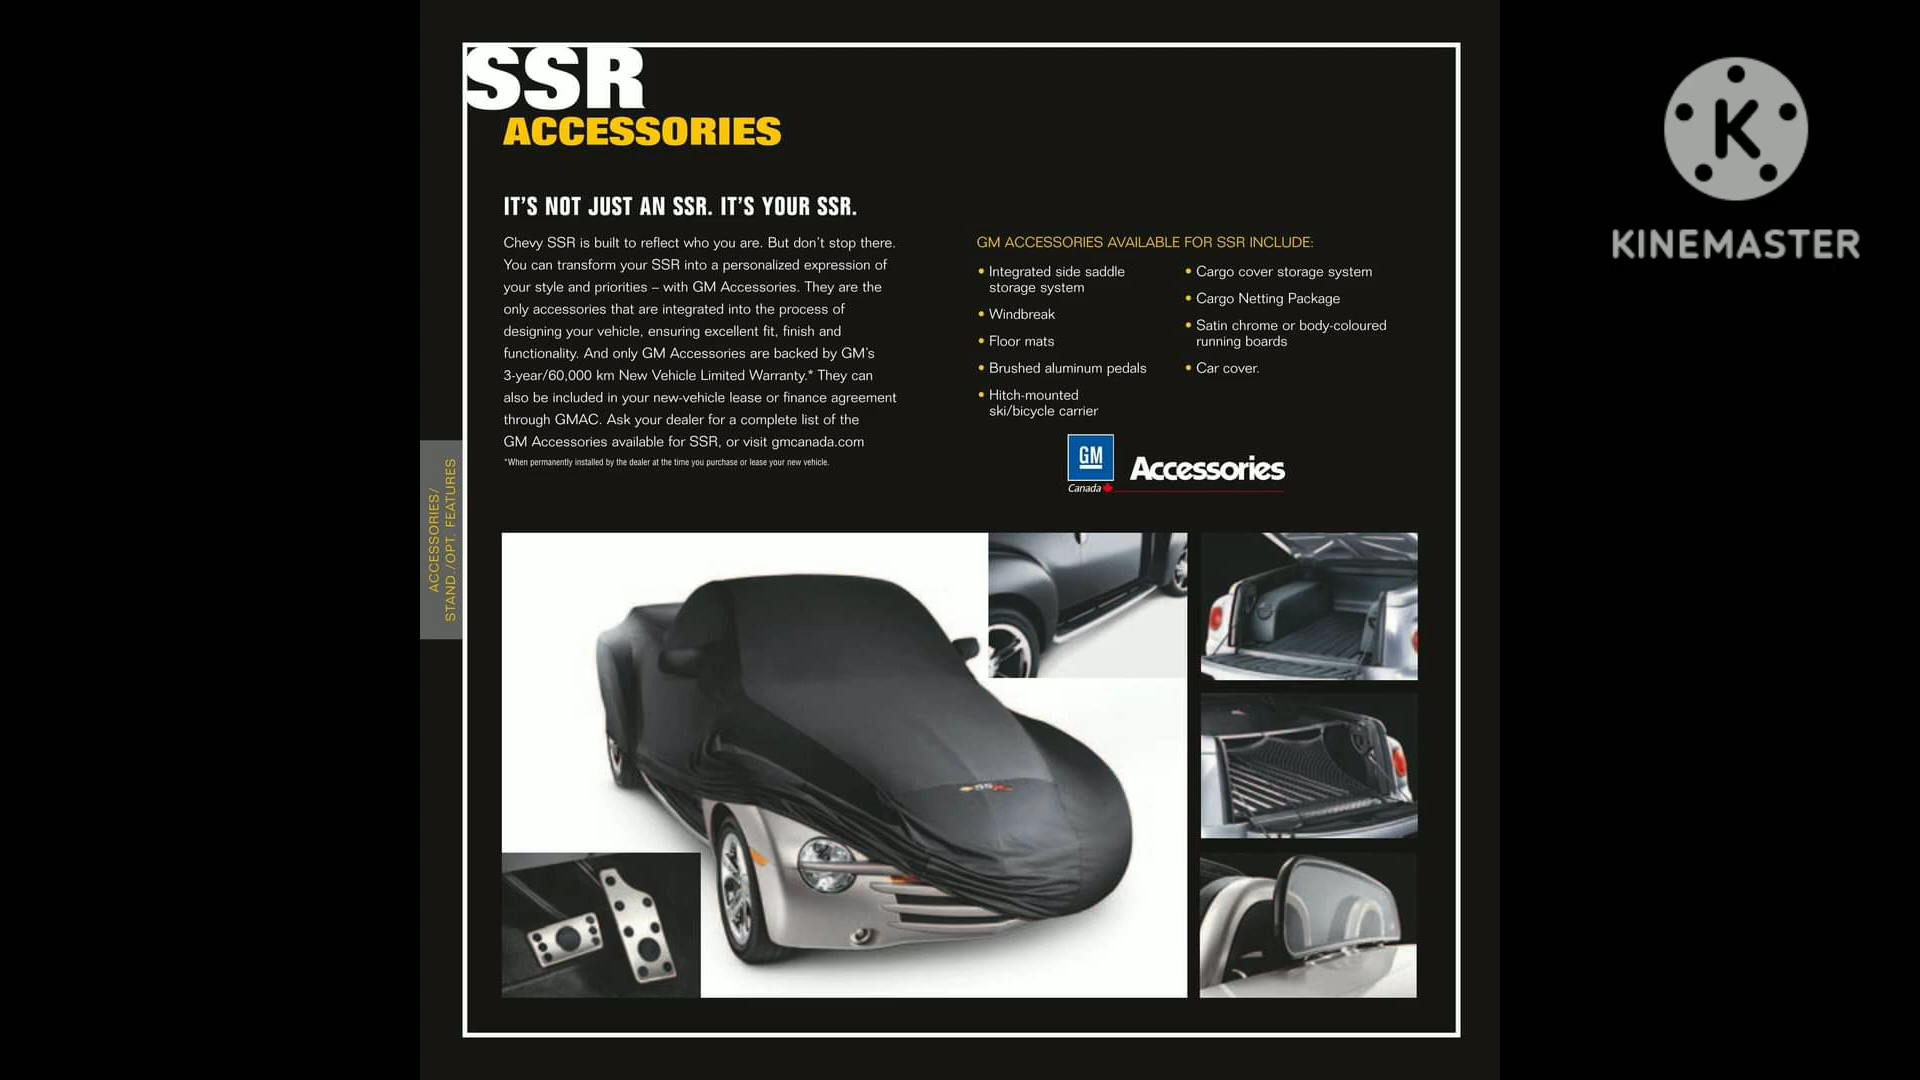 SSR
ACCESSORIES
IT'S NOT JUST AN SSR. IT'S YOUR SSR.
Chevy SSR is built to reflect who you are. But don't stop there.
You can transform your SSR into a personalized expression of
your style and priorities – with GM Accessories. They are the
only accessories that are integrated into the process of
designing your vehicle, ensuring excellent fit, finish and
functionality. And only GM Accessories are backed by GM's
3-year/60,000 km New Vehicle Limited Warranty.* They can
also be included in your new-vehicle lease or finance agreement
through GMAC. Ask your dealer for a complete list of the
GM Accessories available for SSR, or visit gmcanada.com
*When permanently installed by the dealer at the time you purchase or lease your new vehicle.
GM ACCESSORIES AVAILABLE FOR SSR INCLUDE:
• Integrated side saddle
storage system
• Windbreak
• Floor mats
• Brushed aluminum pedals
• Hitch-mounted
ski/bicycle carrier
• Cargo cover storage system
• Cargo Netting Package
• Satin chrome or body-coloured
running boards
• Car cover.
GM
Canada
Accessories
ACCESSORIES/
STAND./OPT. FEATURES
SSR
K
KINEMASTER